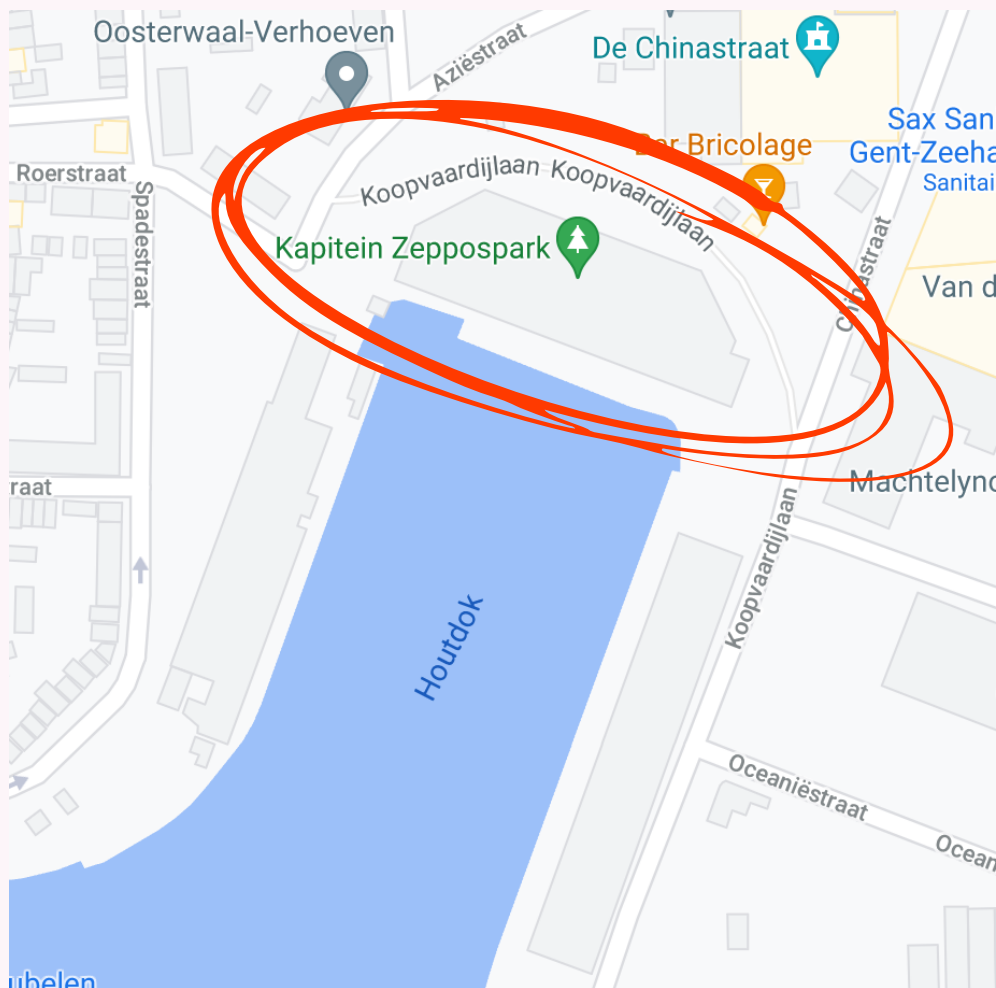 Oosterwaal-Verhoeven
Aziëstraat
De Chinastraat
Sax San
Gent-Zeeha
Sanitai
Bar Bricolage
Roerstraat
Koopvaardijlaan
Koopvaardijlaan
Spadestraat
Kapitein Zeppospark
Chinastraat
Van d
raat
Machtelync
Koopvaardijlaan
Houtdok
Oceaniëstraat
Ocean
ubelen